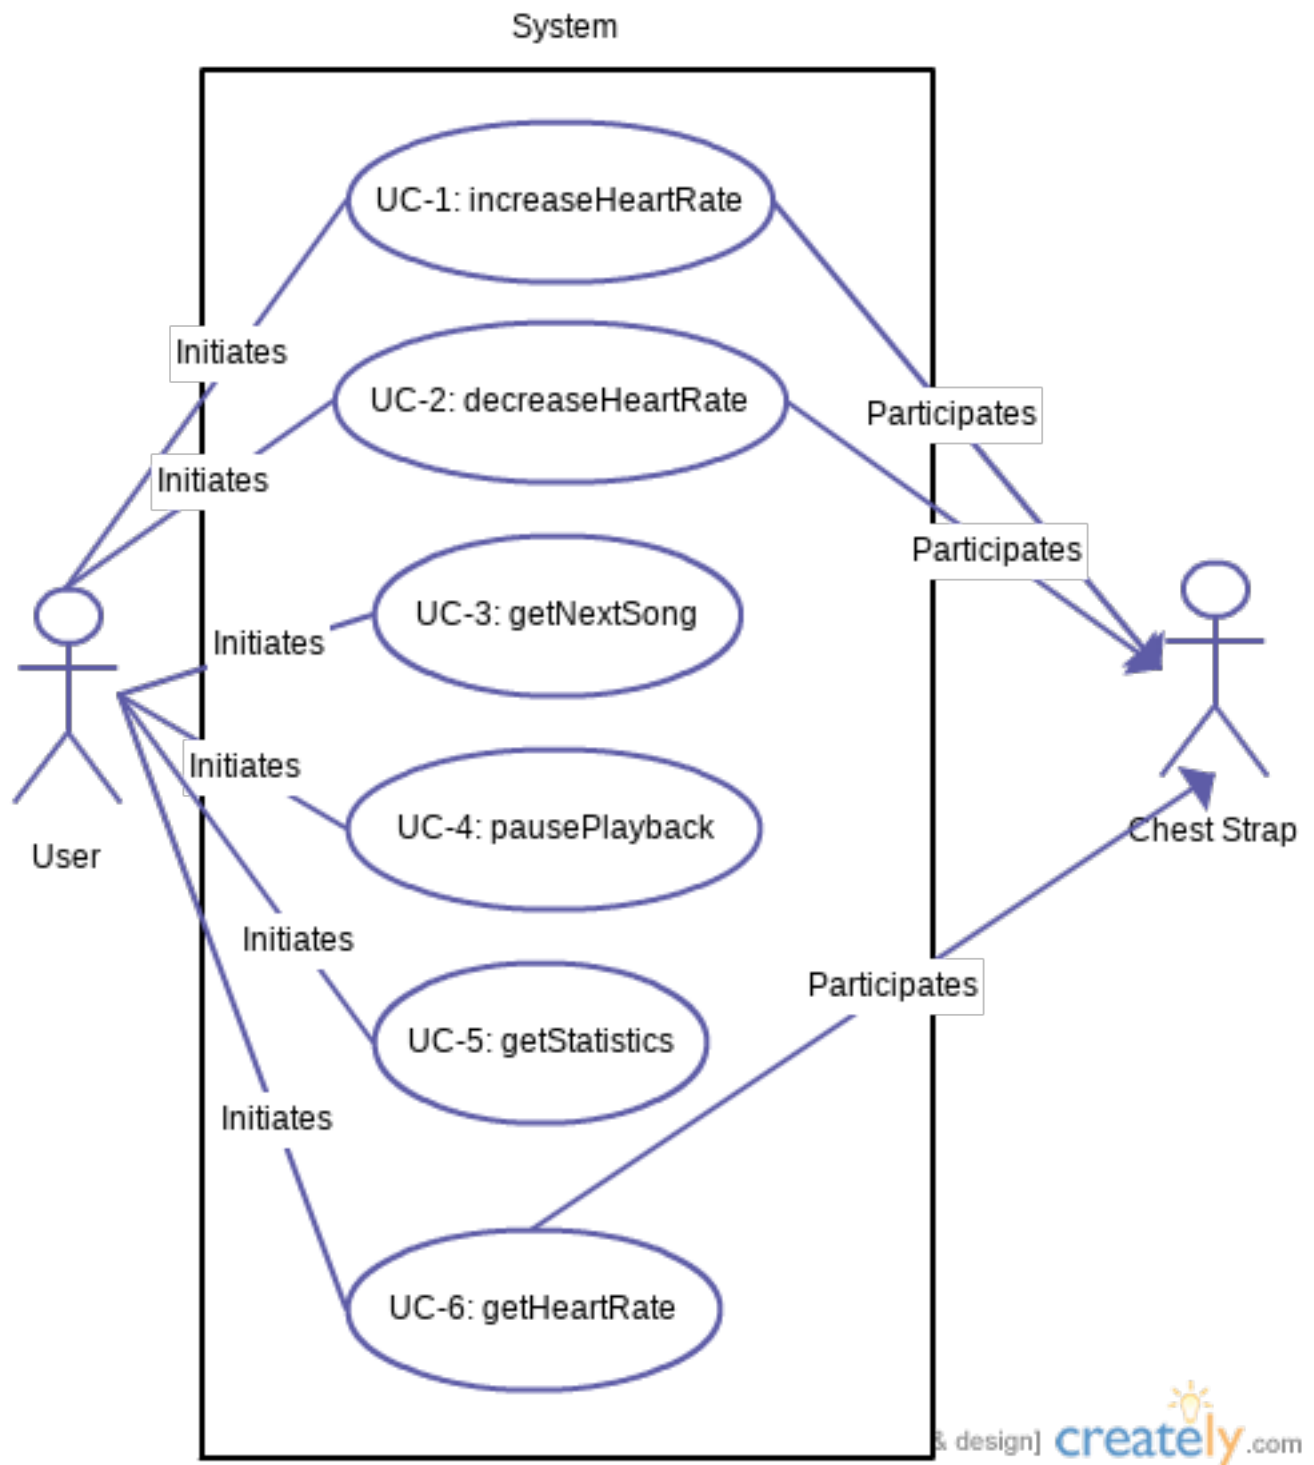 System
UC-1: increaseHeartRate
Initiates
UC-2: decreaseHeartRate
Participates
Initiates
Participates
UC-3: getNextSong
Initiates
Initiates
UC-4: pausePlayback
Chest Strap
User
Initiates
Participates
UC-5: getStatistics
Initiates
UC-6: getHeartRate
& design] creately.com